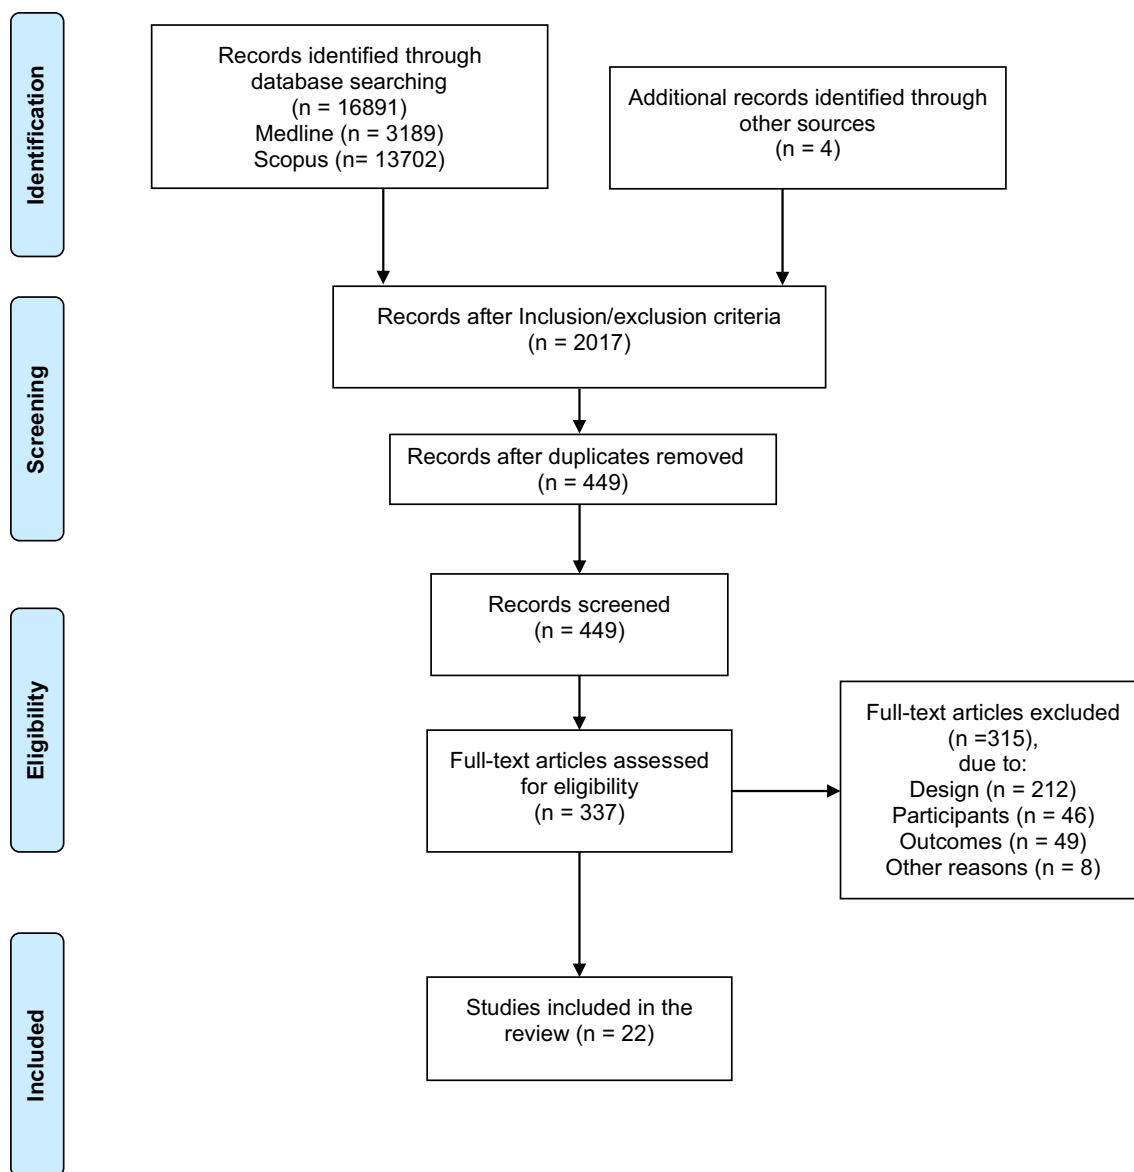 Identification
Records identified through
database searching
(n = 16891)
Medline (n = 3189)
Scopus (n= 13702)
Additional records identified through
other sources
(n = 4)
Screening
Records after Inclusion/exclusion criteria
(n = 2017)
Records after duplicates removed
(n = 449)
Eligibility
Records screened
(n = 449)
Full-text articles assessed
for eligibility
(n = 337)
Full-text articles excluded
(n =315),
due to:
Design (n = 212)
Participants (n = 46)
Outcomes (n = 49)
Other reasons (n = 8)
Included
Studies included in the
review (n = 22)